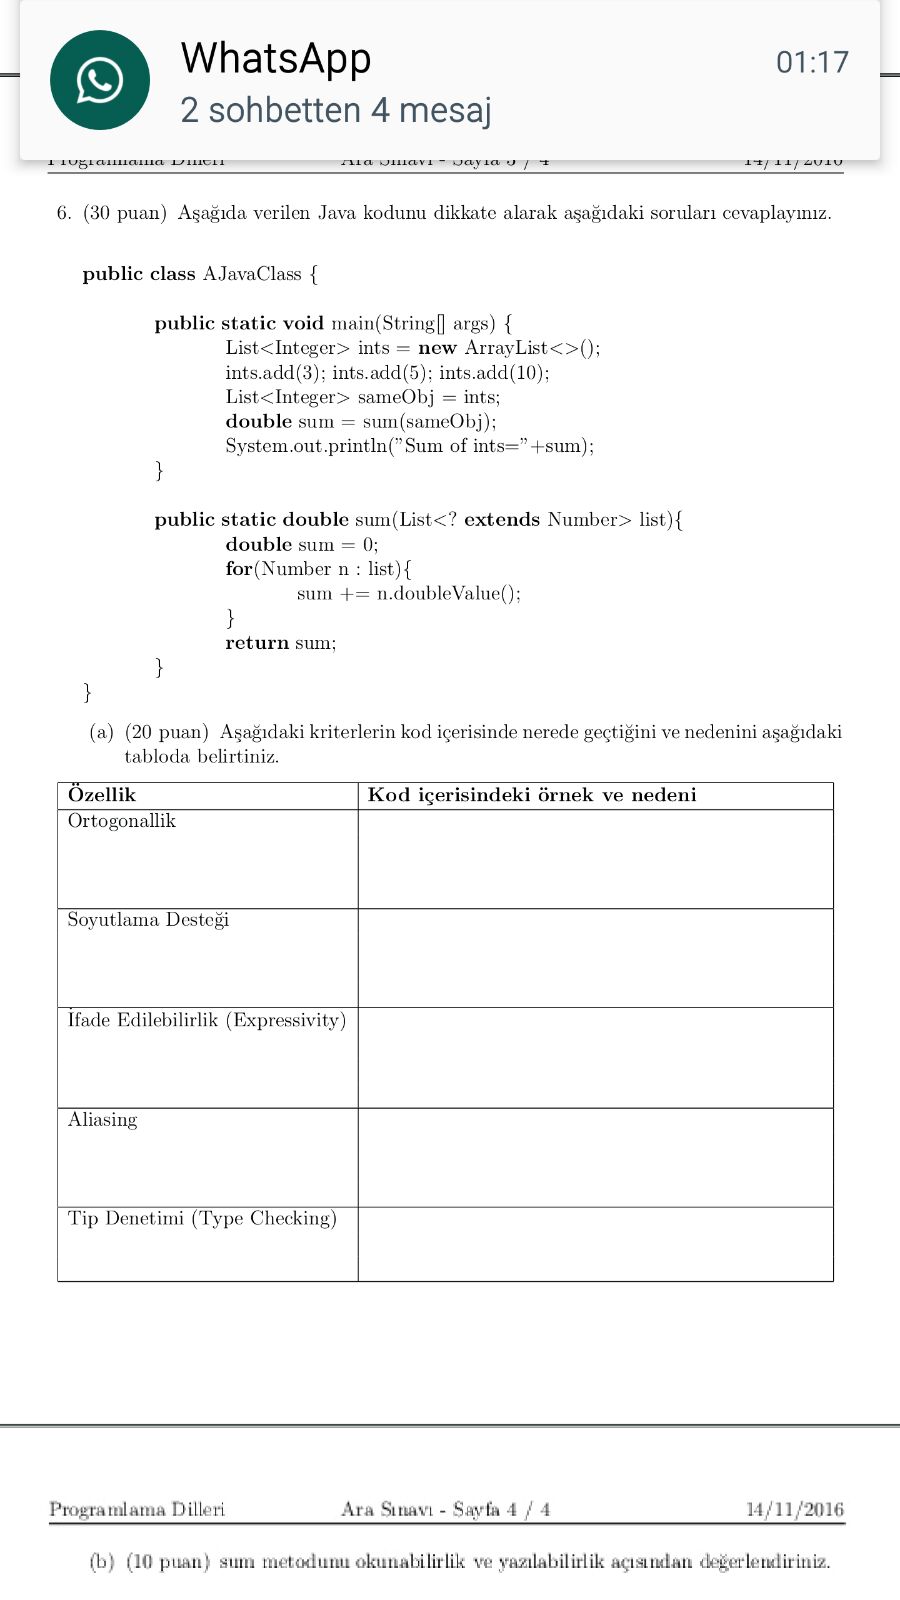 WhatsApp
01:17
2 sohbetten 4 mesaj
Programlama Dilleri Ara Sınavı - Sayfa 3 / 4 14/11/2016
6. (30 puan) Aşağıda verilen Java kodunu dikkate alarak aşağıdaki soruları cevaplayınız.
public class AJavaClass {
public static void main(String[] args) {
List<Integer> ints = new ArrayList<>();
ints.add(3); ints.add(5); ints.add(10);
List<Integer> sameObj = ints;
double sum = sum(sameObj);
System.out.println(”Sum of ints=”+sum);
}
public static double sum(List<? extends Number> list){
double sum = 0;
for(Number n : list){
sum += n.doubleValue();
}
return sum;
}
}
(a) (20 puan) Aşağıdaki kriterlerin kod içerisinde nerede geçtiğini ve nedenini aşağıdaki
tabloda belirtiniz.
Özellik Kod içerisindeki örnek ve nedeni
Ortogonallik
Soyutlama Desteği
İfade Edilebilirlik (Expressivity)
Aliasing
Tip Denetimi (Type Checking)
Programlama Dilleri Ara Sınavı - Sayfa 4 / 4 14/11/2016
(b) (10 puan) sum metodunu okunabilirlik ve yazılabilirlik açısından değerlendiriniz.